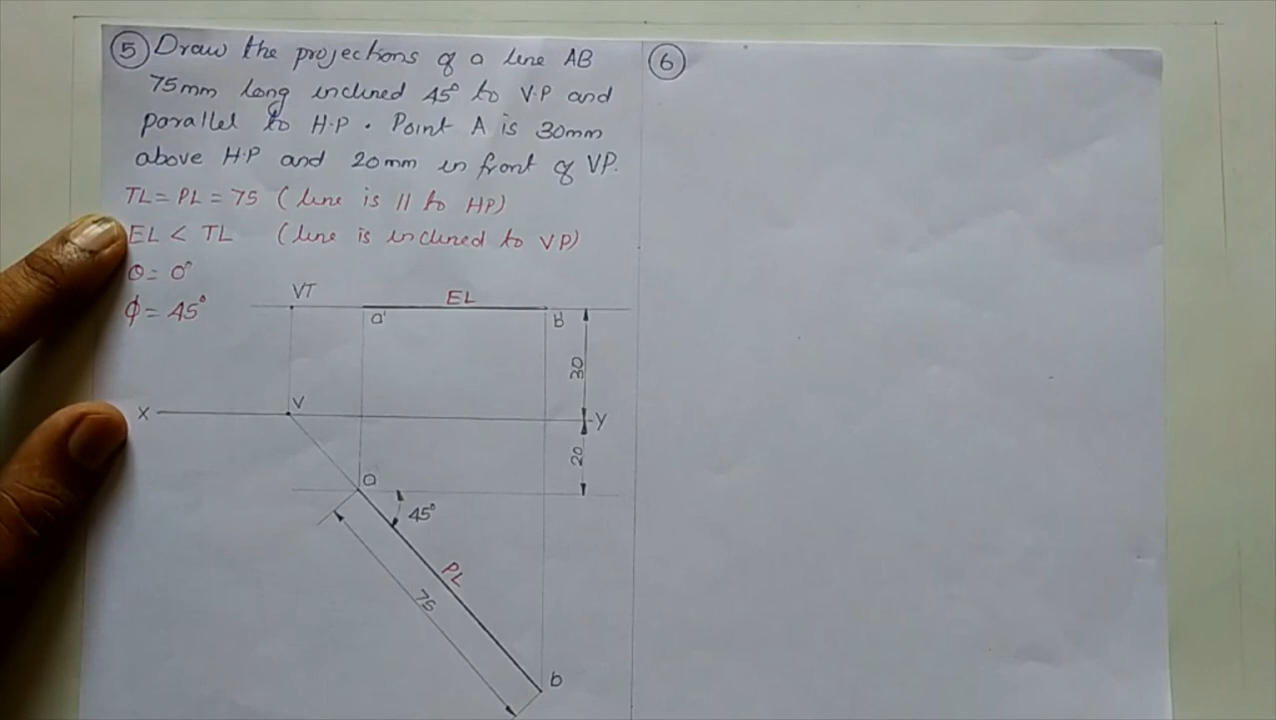 5 Draw the projections of a line AB
75mm long inclined 45° to V.P and
parallel to H.P. Point A is 30mm
above H.P and 20mm in front of VP.
TL = PL = 75 (line is || to HP)
EL < TL (line is inclined to VP)
θ = 0°
ϕ = 45°
VT
EL
a'
b'
30
X
V
Y
20
a
45°
PL
75
b
6